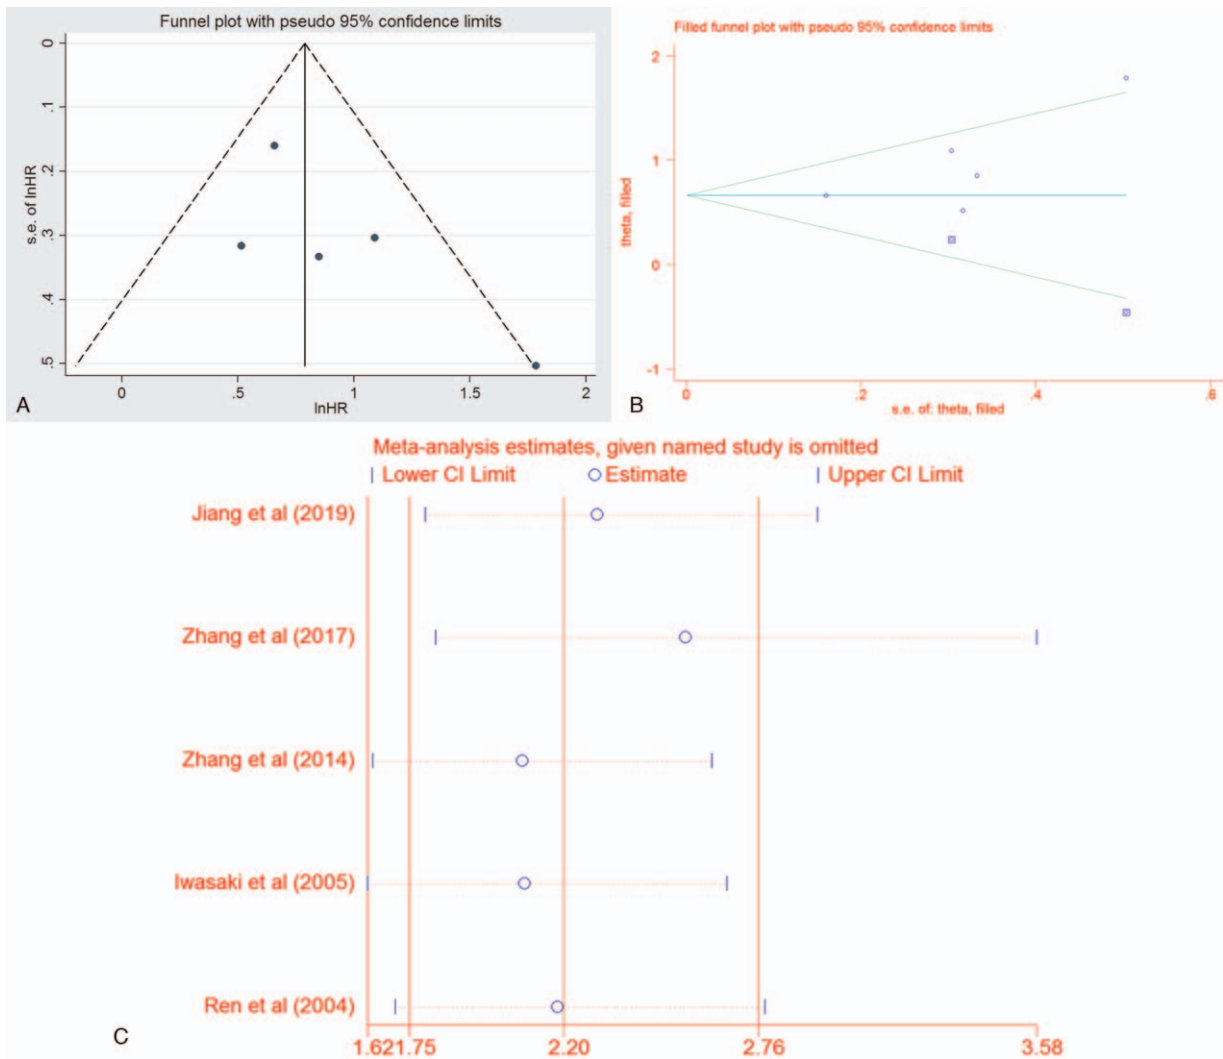 Funnel plot with pseudo 95% confidence limits
0
.1
.2
.3
.4
.5
s.e. of lnHR
0 .5 1 1.5 2
lnHR
A
Filled funnel plot with pseudo 95% confidence limits
2
1
0
-1
theta, filled
0 .2 .4 .6
s.e. of: theta, filled
B
Meta-analysis estimates, given named study is omitted
Lower CI Limit Estimate Upper CI Limit
Jiang et al (2019)
Zhang et al (2017)
Zhang et al (2014)
Iwasaki et al (2005)
Ren et al (2004)
1.62 1.75 2.20 2.76 3.58
C